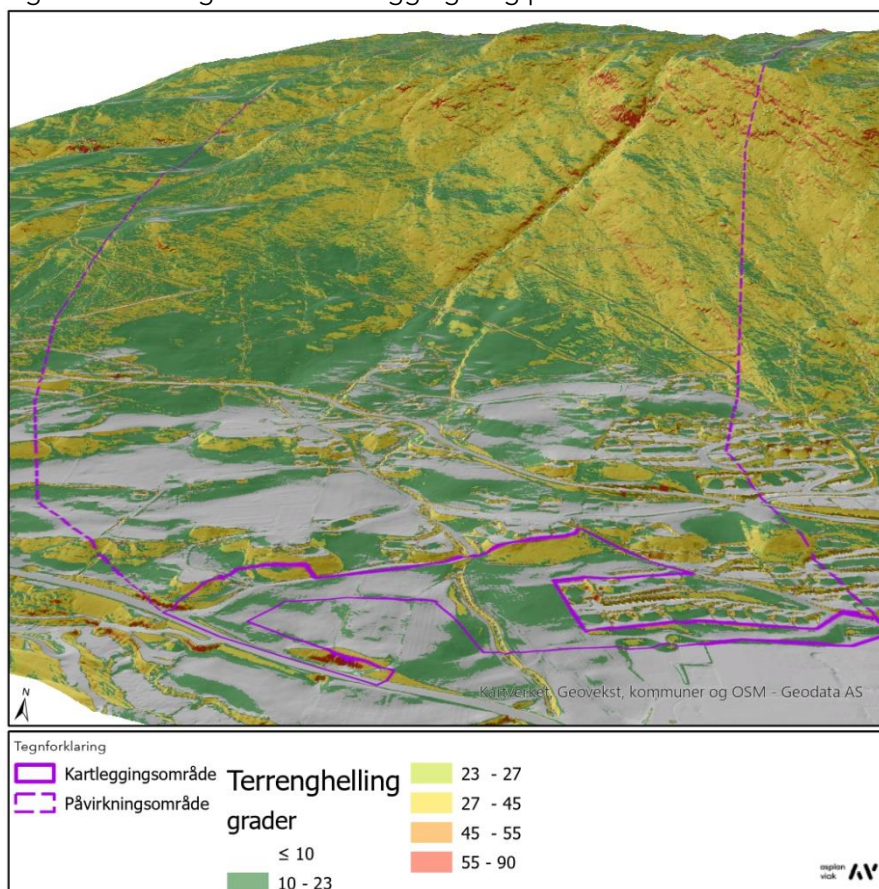 N
Kartverket, Geovekst, kommuner og OSM - Geodata AS
Tegnforklaring
Kartleggingsområde
Påvirkningsområde
Terrenghelling
grader
≤ 10
10 - 23
23 - 27
27 - 45
45 - 55
55 - 90
asplan
viak